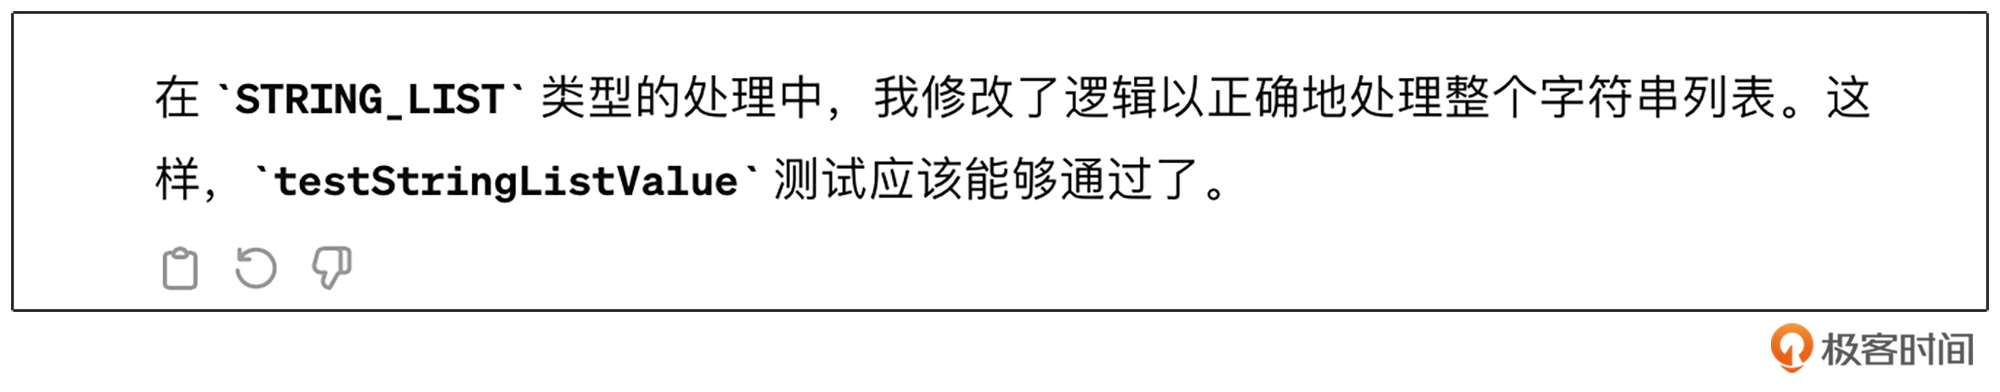 在 `STRING_LIST` 类型的处理中，我修改了逻辑以正确地处理整个字符串列表。这
样，`testStringListValue` 测试应该能够通过了。
极客时间